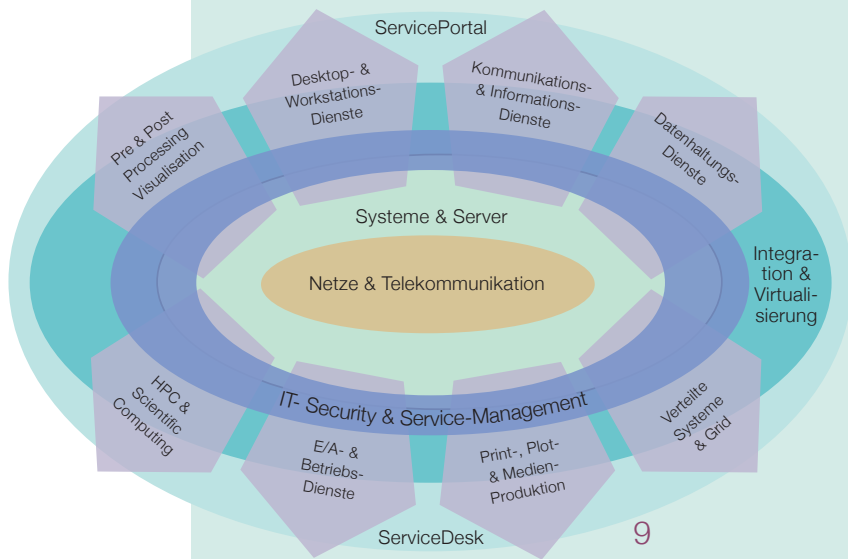 ServicePortal
Desktop- &
Workstations-
Dienste
Kommunikations-
& Informations-
Dienste
Pre & Post
Processing
Visualisation
Datenhaltungs-
Dienste
Systeme & Server
Netze & Telekommunikation
Integra-
tion &
Virtuali-
sierung
HPC &
Scientific
Computing
IT- Security & Service-Management
Verteilte
Systeme
& Grid
E/A- &
Betriebs-
Dienste
Print-, Plot-
& Medien-
Produktion
ServiceDesk
9